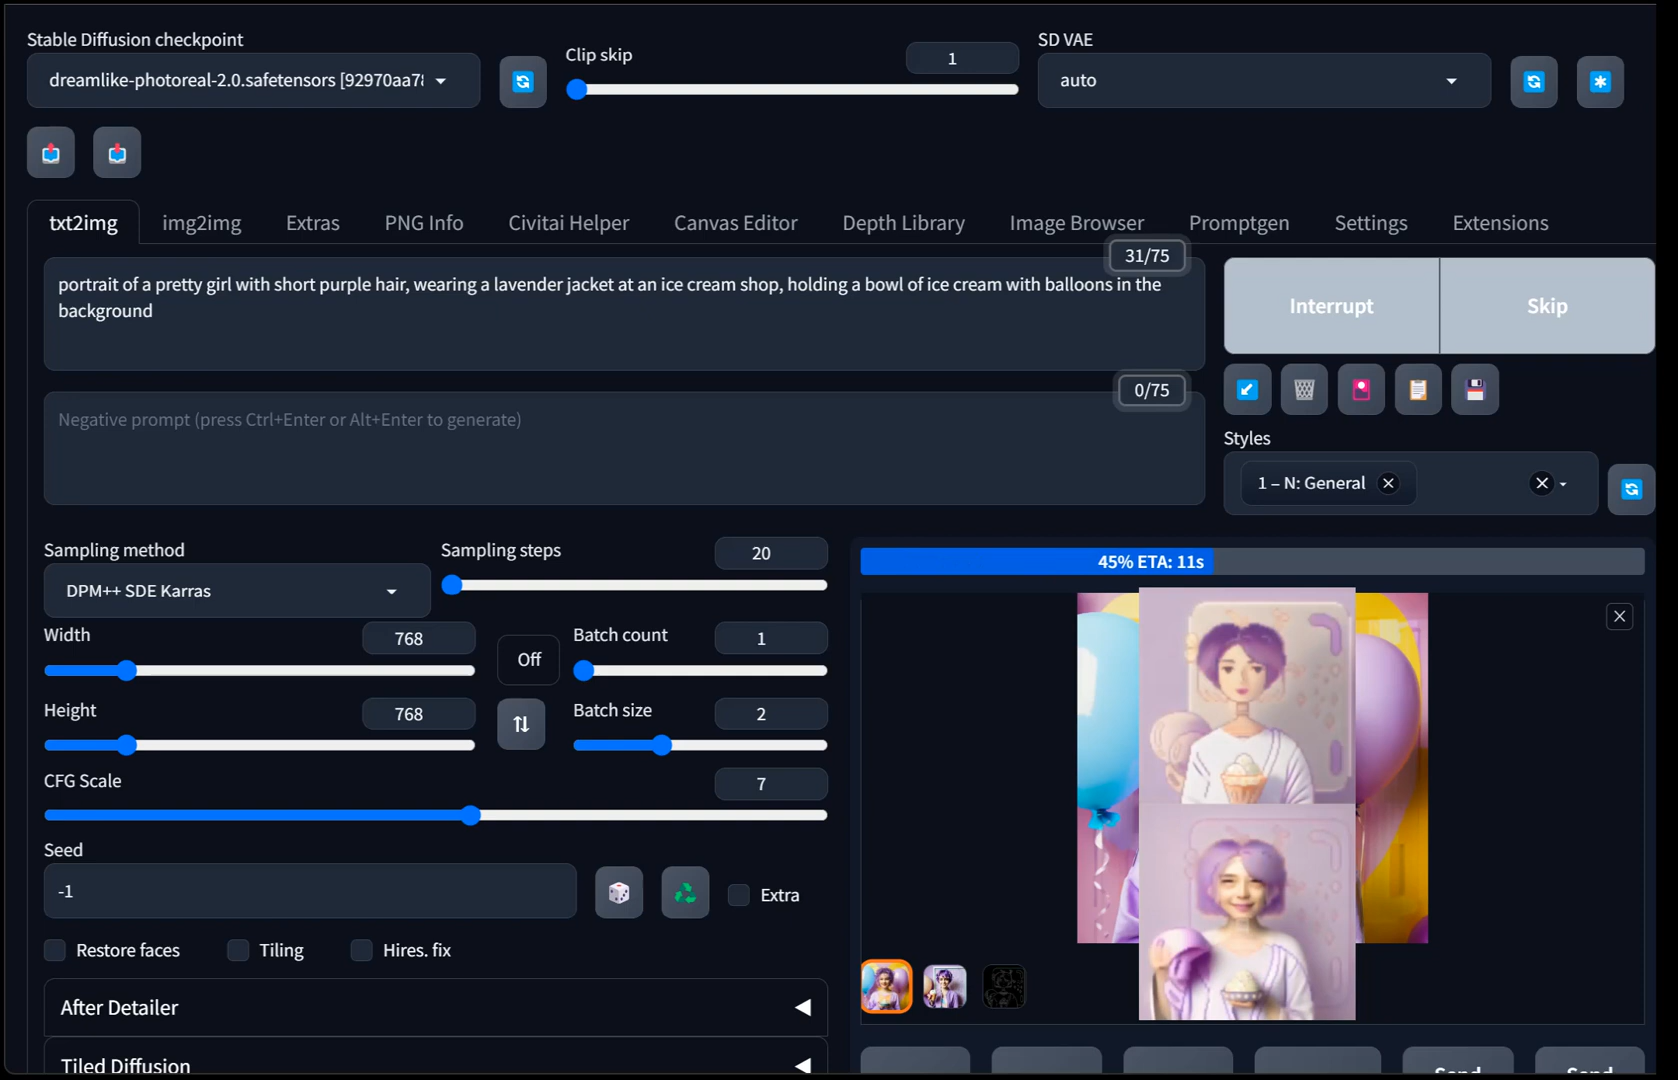 Stable Diffusion checkpoint
dreamlike-photoreal-2.0.safetensors [92970aa78
Clip skip
1
SD VAE
auto
txt2img
img2img
Extras
PNG Info
Civitai Helper
Canvas Editor
Depth Library
Image Browser
Promptgen
Settings
Extensions
31/75
portrait of a pretty girl with short purple hair, wearing a lavender jacket at an ice cream shop, holding a bowl of ice cream with balloons in the
background
Interrupt
Skip
0/75
Negative prompt (press Ctrl+Enter or Alt+Enter to generate)
Styles
1 – N: General
Sampling method
DPM++ SDE Karras
Sampling steps
20
45% ETA: 11s
Width
768
Off
Batch count
1
Height
768
Batch size
2
CFG Scale
7
Seed
-1
Extra
Restore faces
Tiling
Hires. fix
After Detailer
Tiled Diffusion
Send
Send